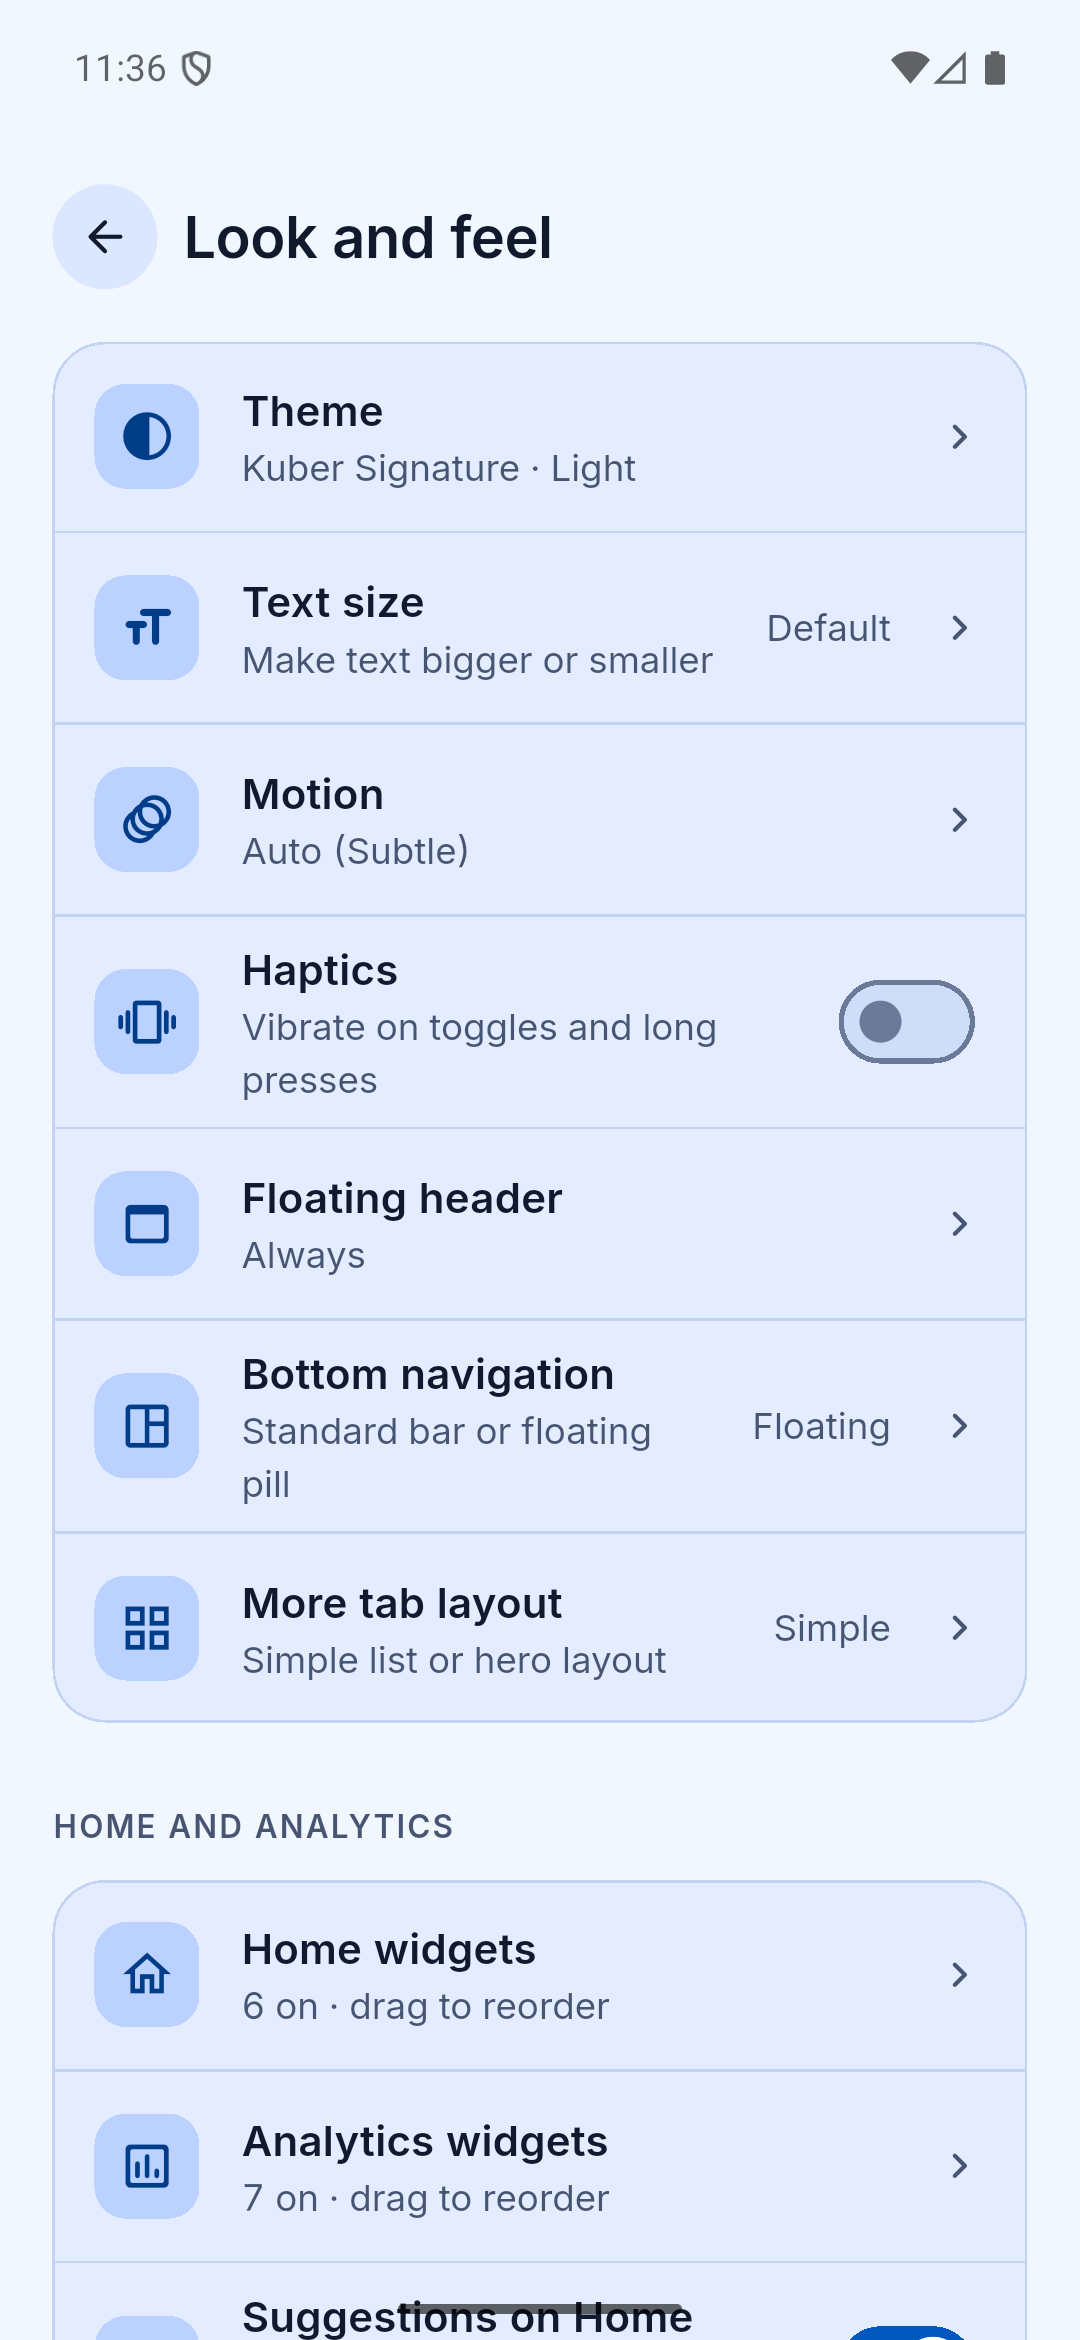 11:36
Look and feel
Theme
Kuber Signature · Light
Text size
Make text bigger or smaller
Default
Motion
Auto (Subtle)
Haptics
Vibrate on toggles and long
presses
Floating header
Always
Bottom navigation
Standard bar or floating
pill
Floating
More tab layout
Simple list or hero layout
Simple
HOME AND ANALYTICS
Home widgets
6 on · drag to reorder
Analytics widgets
7 on · drag to reorder
Suggestions on Home